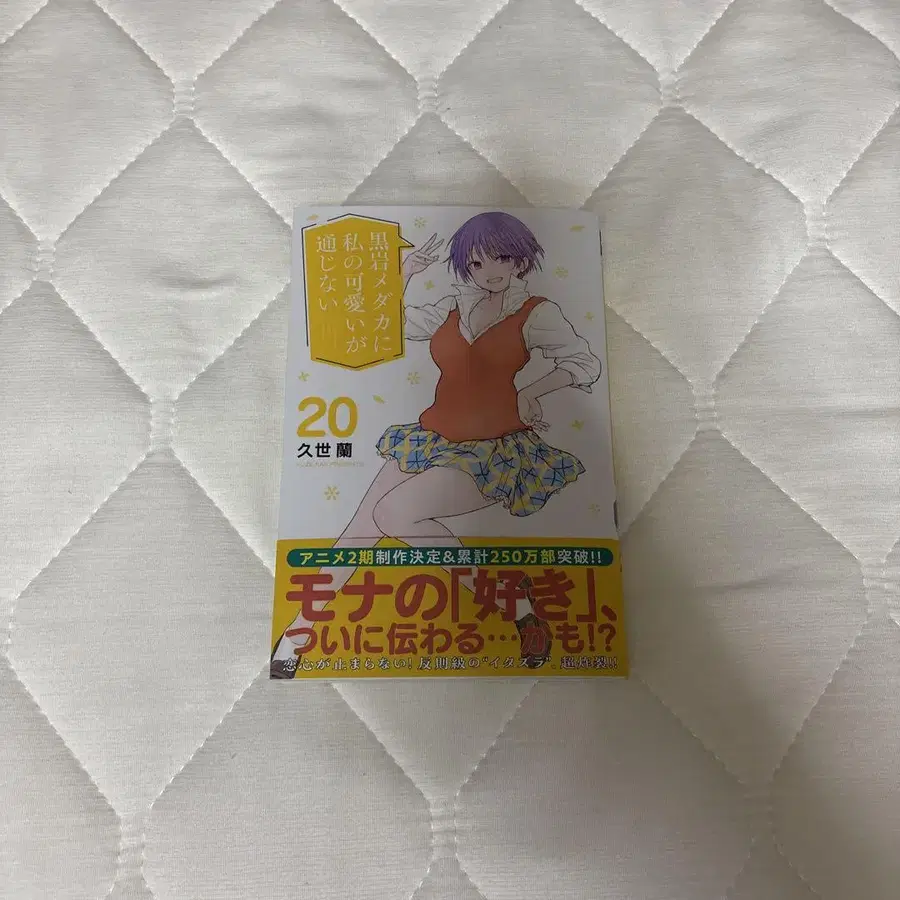 黒岩メダカに
私の可愛いが
通じない
20
久世 蘭
アニメ2期制作決定&累計250万部突破!!
モナの「好き」、
ついに伝わる…かも!?
恋心が止まらない!反則級の"イタズラ" 超炸裂!!